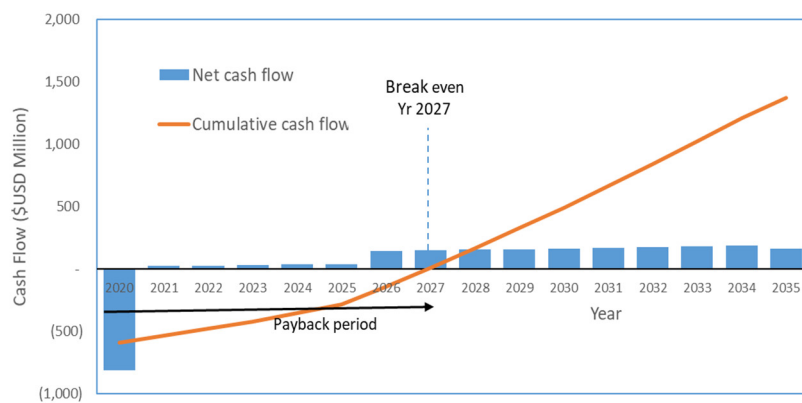 2,000
1,500
1,000
500
-
(500)
(1,000)
Cash Flow ($USD Million)
Net cash flow
Cumulative cash flow
Break even
Yr 2027
2020 2021 2022 2023 2024 2025 2026 2027 2028 2029 2030 2031 2032 2033 2034 2035
Payback period
Year